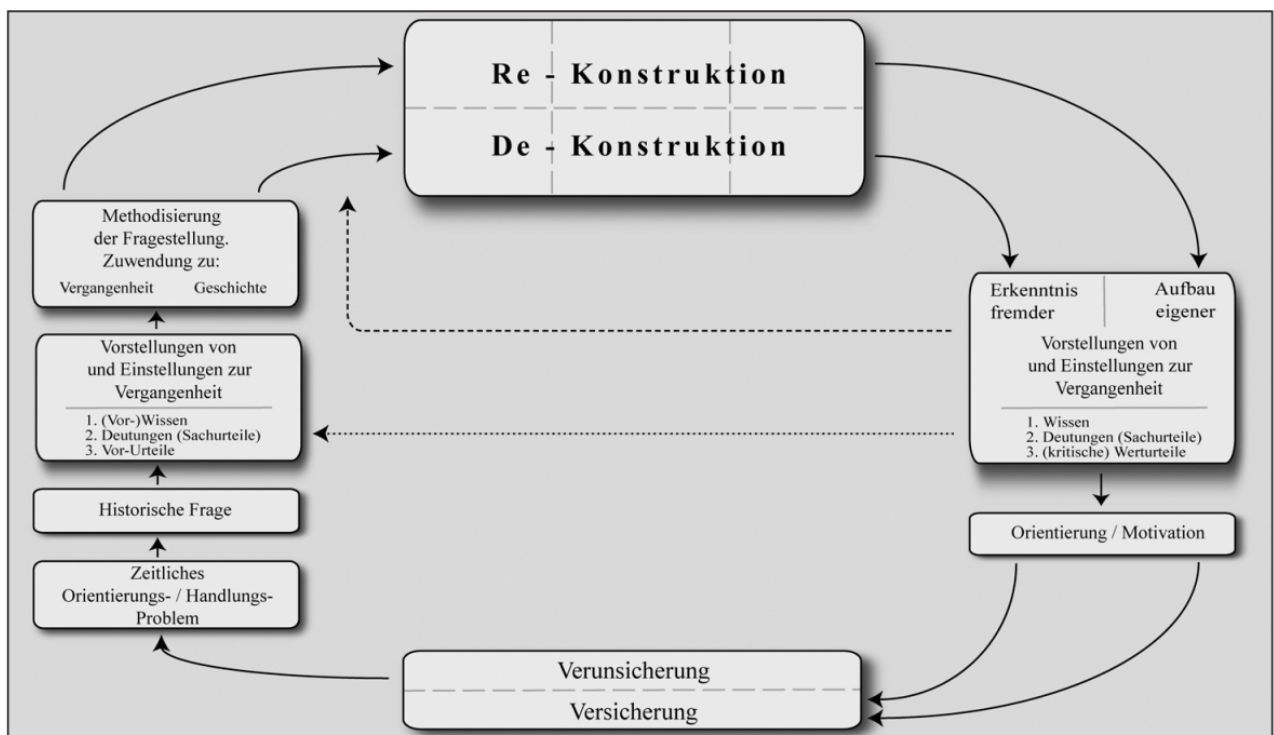 Re - Konstruktion
De - Konstruktion
Methodisierung
der Fragestellung.
Zuwendung zu:
Vergangenheit Geschichte
Vorstellungen von
und Einstellungen zur
Vergangenheit
1. (Vor-)Wissen
2. Deutungen (Sachurteile)
3. Vor-Urteile
Historische Frage
Zeitliches
Orientierungs- / Handlungs-
Problem
Erkenntnis
fremder
Aufbau
eigener
Vorstellungen von
und Einstellungen zur
Vergangenheit
1. Wissen
2. Deutungen (Sachurteile)
3. (kritische) Werturteile
Orientierung / Motivation
Verunsicherung
Versicherung